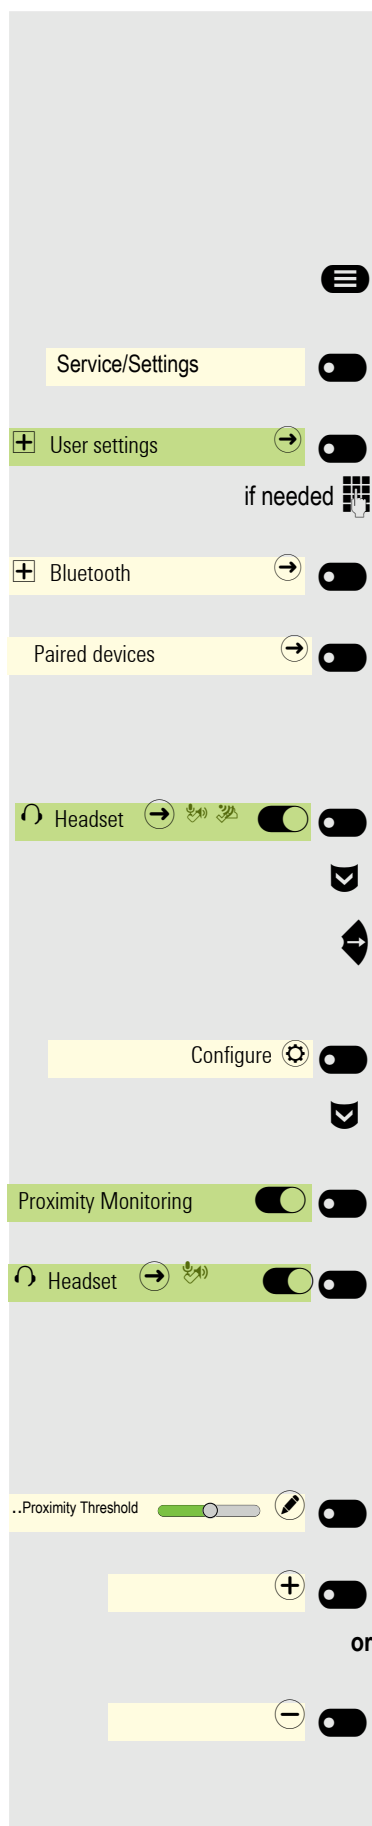 Service/Settings
User settings
if needed
Bluetooth
Paired devices
Headset
Configure
Proximity Monitoring
Headset
..Proximity Threshold
or